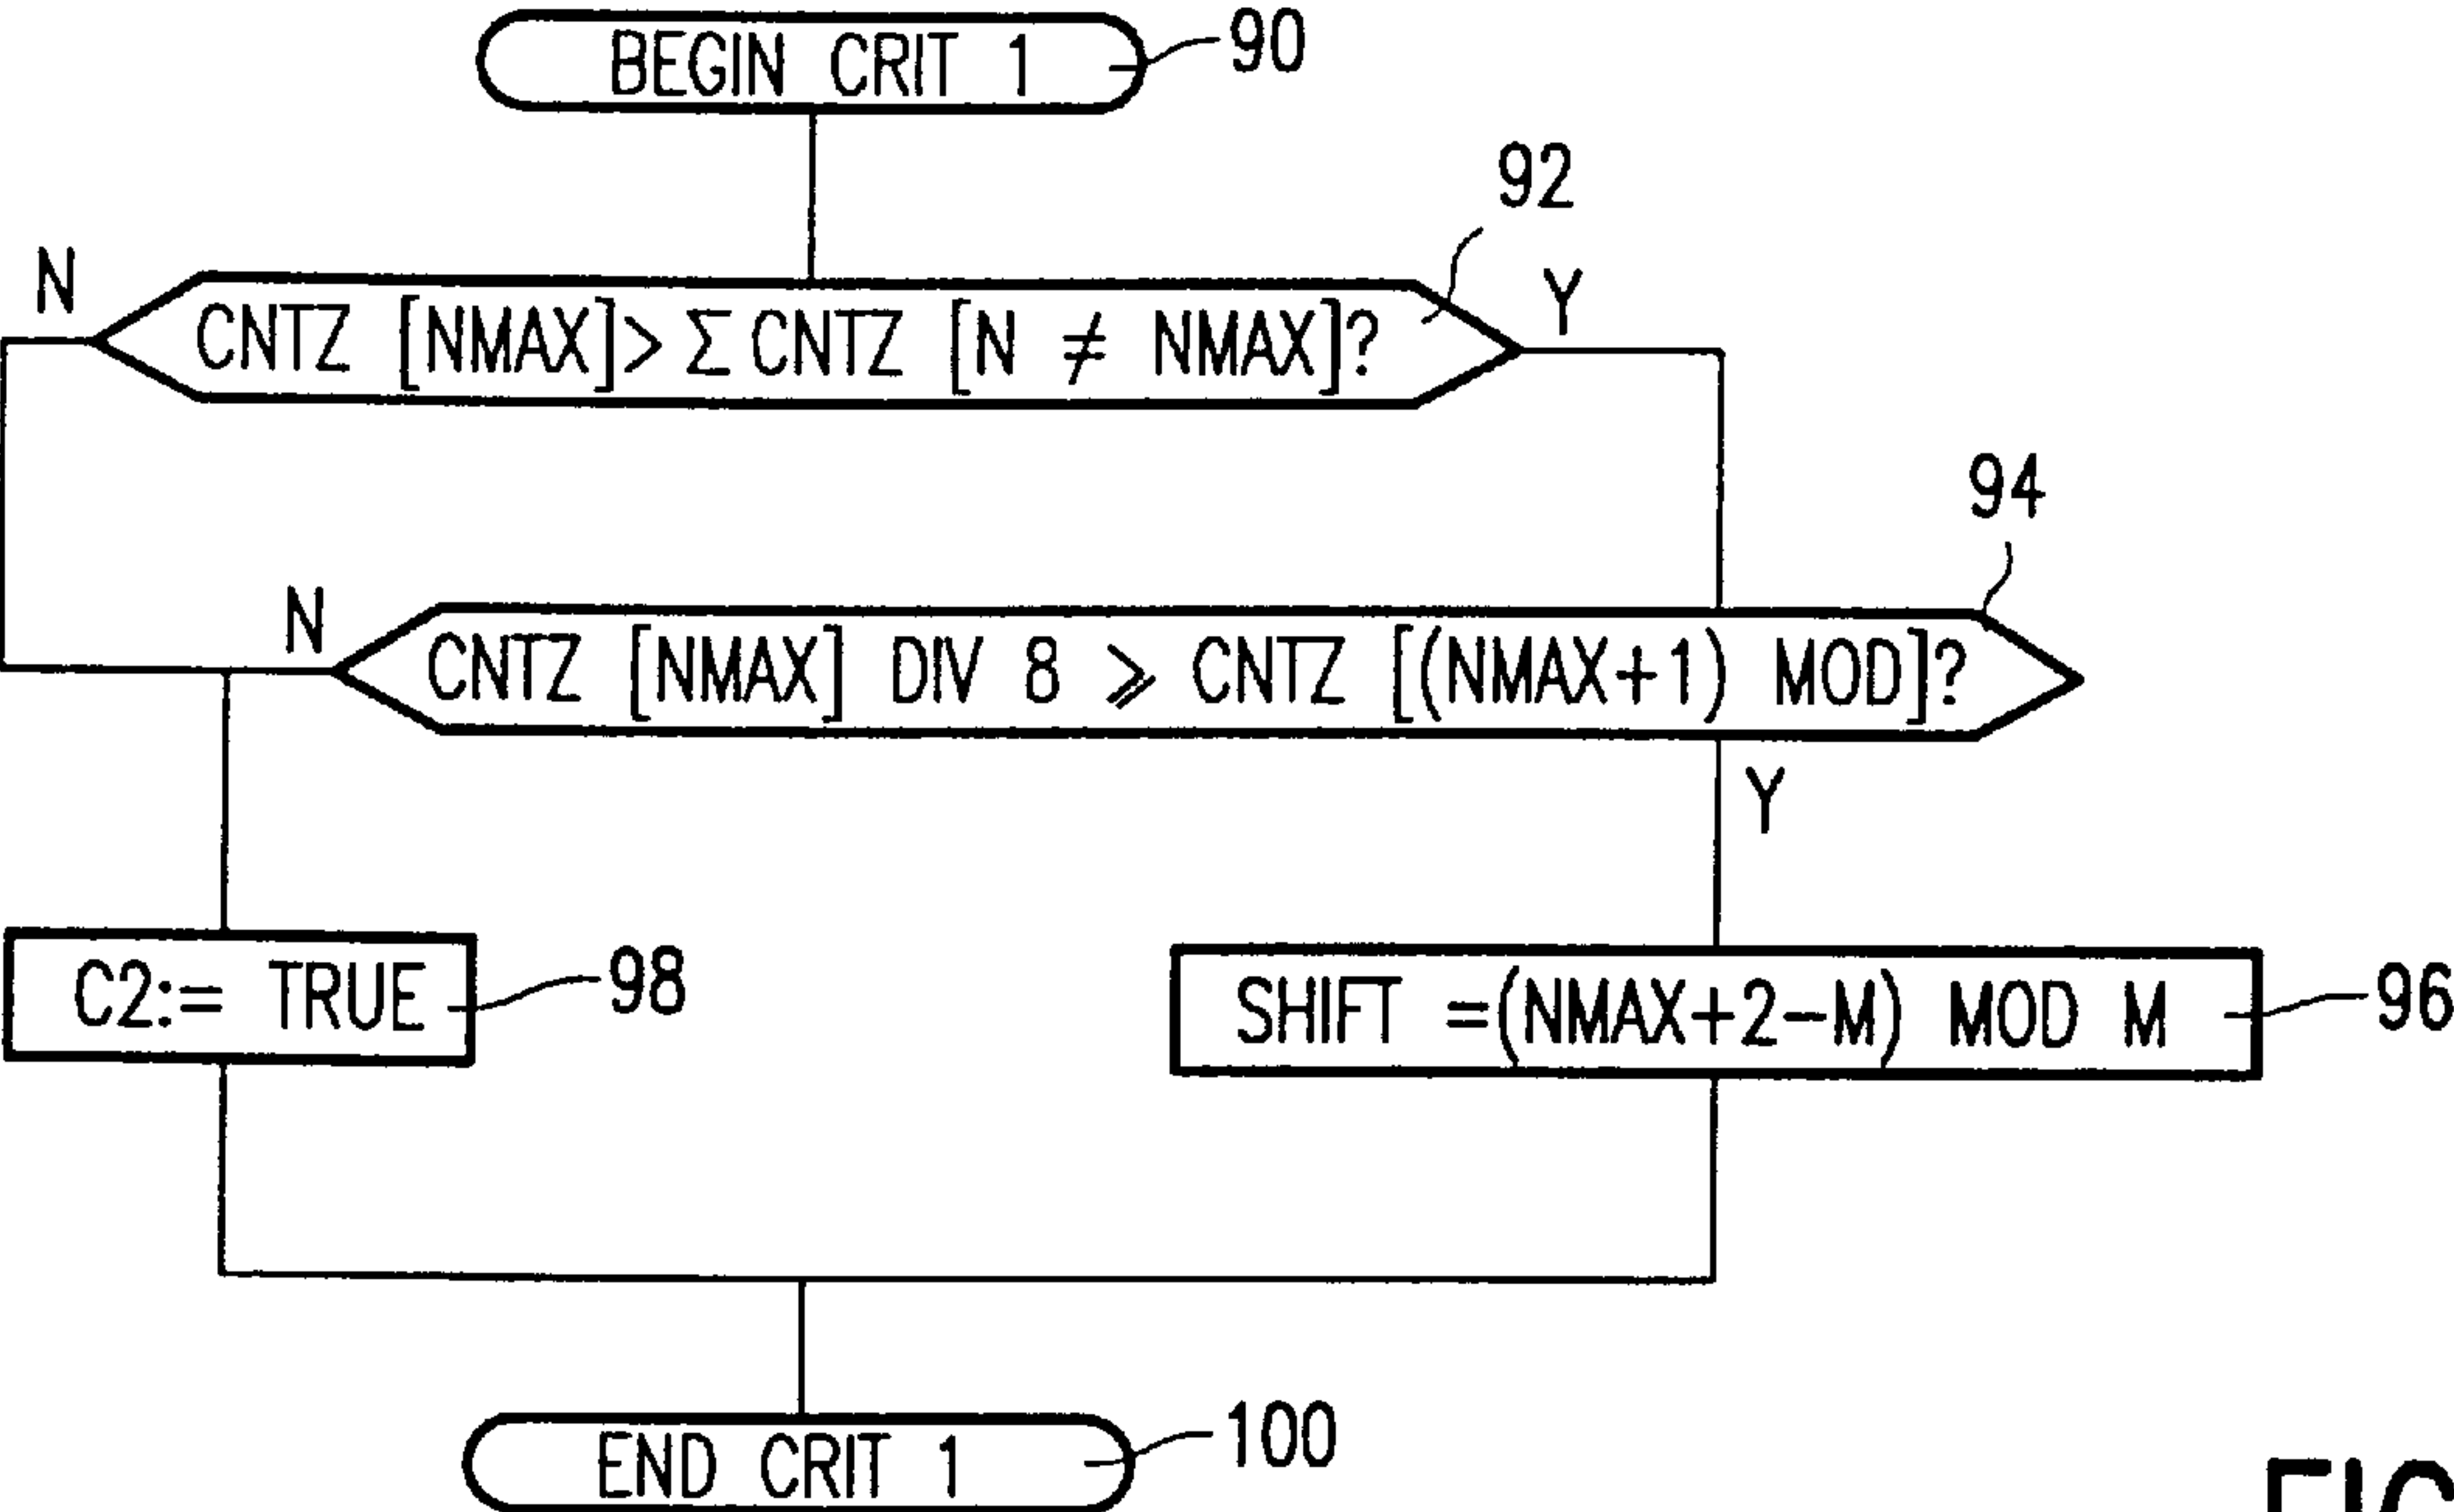 BEGIN CRIT 1
90
92
N
Y
CNTZ [NMAX]> Σ CNTZ [N ≠ NMAX]?
94
N
CNTZ [NMAX] DIV 8 ⩾ CNTZ [(NMAX+1) MOD]?
Y
C2:= TRUE
98
SHIFT =(NMAX+2-M) MOD M
96
END CRIT 1
100